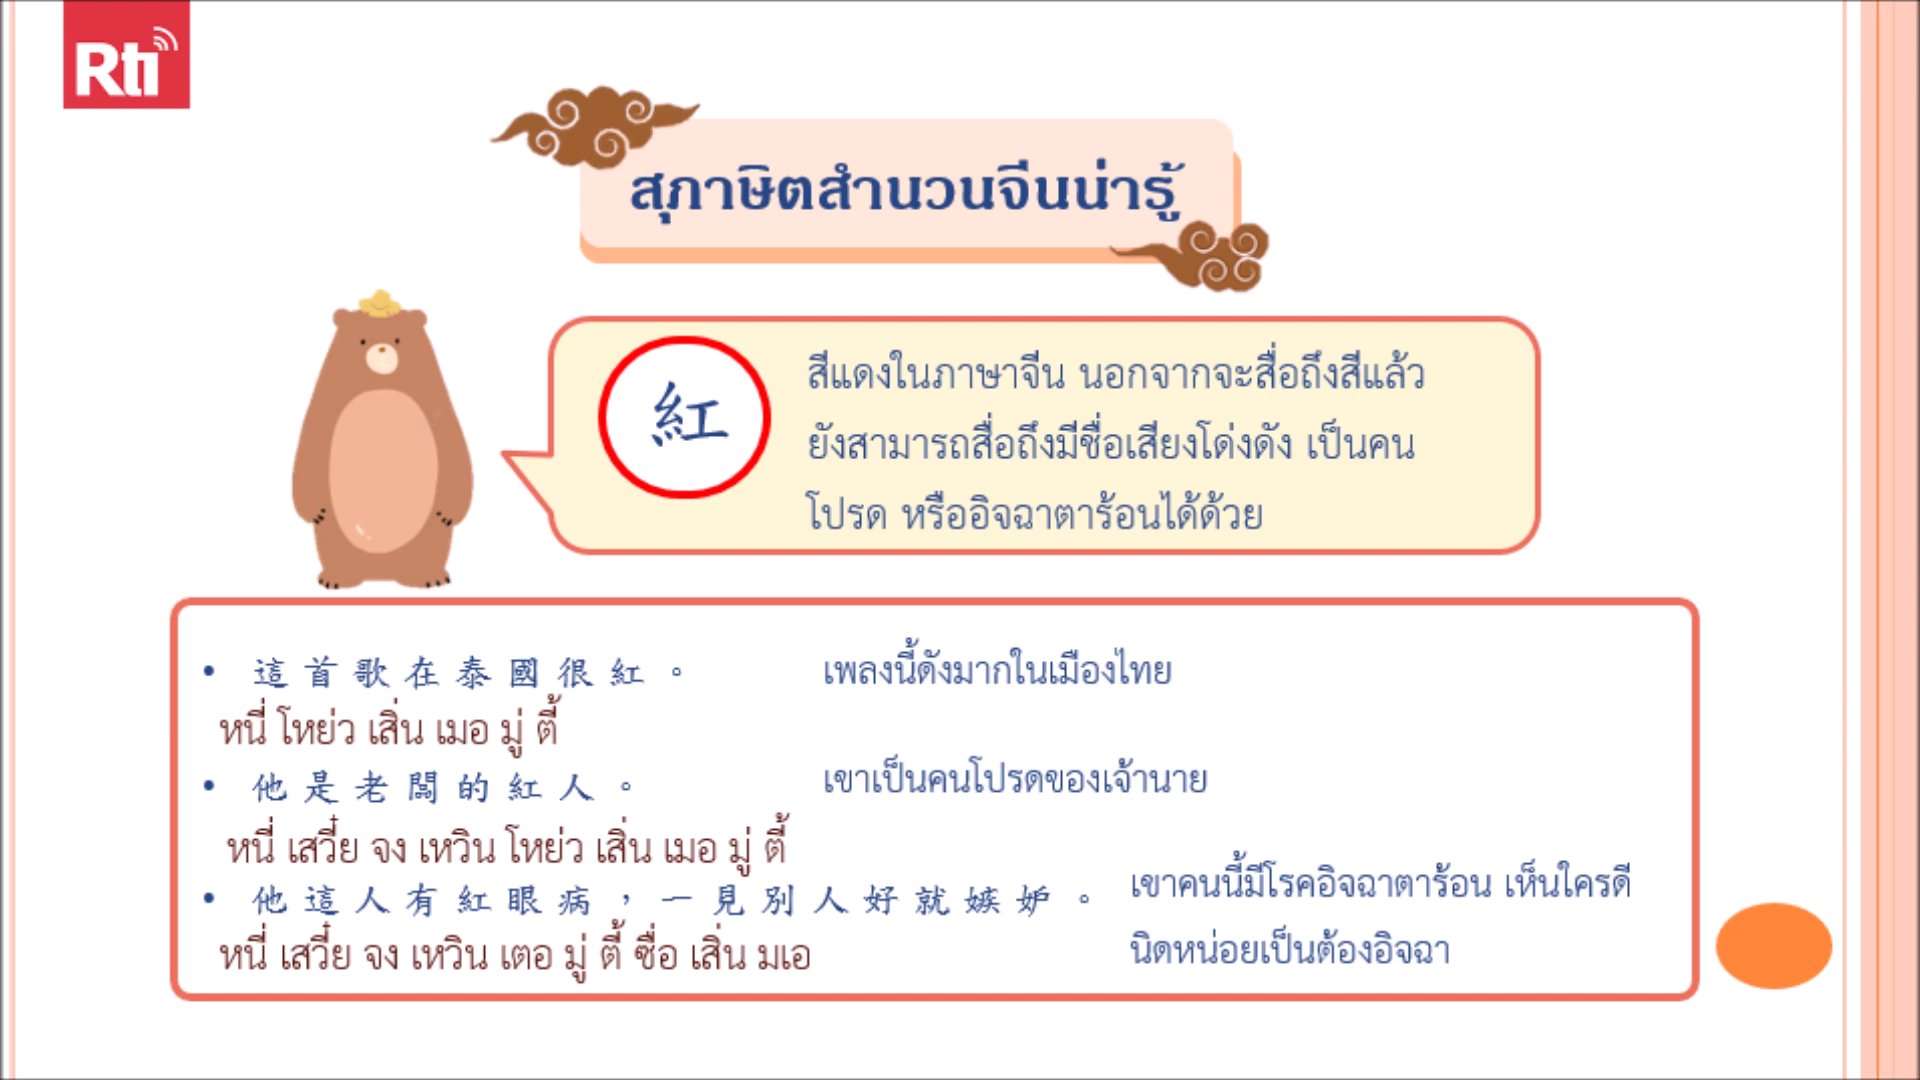 Rti
สุภาษิตสำนวนจีนน่ารู้
紅
สีแดงในภาษาจีน นอกจากจะสื่อถึงสีแล้ว
ยังสามารถสื่อถึงมีชื่อเสียงโด่งดัง เป็นคน
โปรด หรืออิจฉาตาร้อนได้ด้วย
• 這首歌在泰國很紅。 เพลงนี้ดังมากในเมืองไทย
หนี่ โหย่ว เสิ่น เมอ มู่ ตี้
• 他是老闆的紅人。 เขาเป็นคนโปรดของเจ้านาย
หนี่ เสวี๋ย จง เหวิน โหย่ว เสิ่น เมอ มู่ ตี้
• 他這人有紅眼病，一見別人好就嫉妒。 เขาคนนี้มีโรคอิจฉาตาร้อน เห็นใครดี
นิดหน่อยเป็นต้องอิจฉา
หนี่ เสวี๋ย จง เหวิน เตอ มู่ ตี้ ซื่อ เสิ่น มเอ